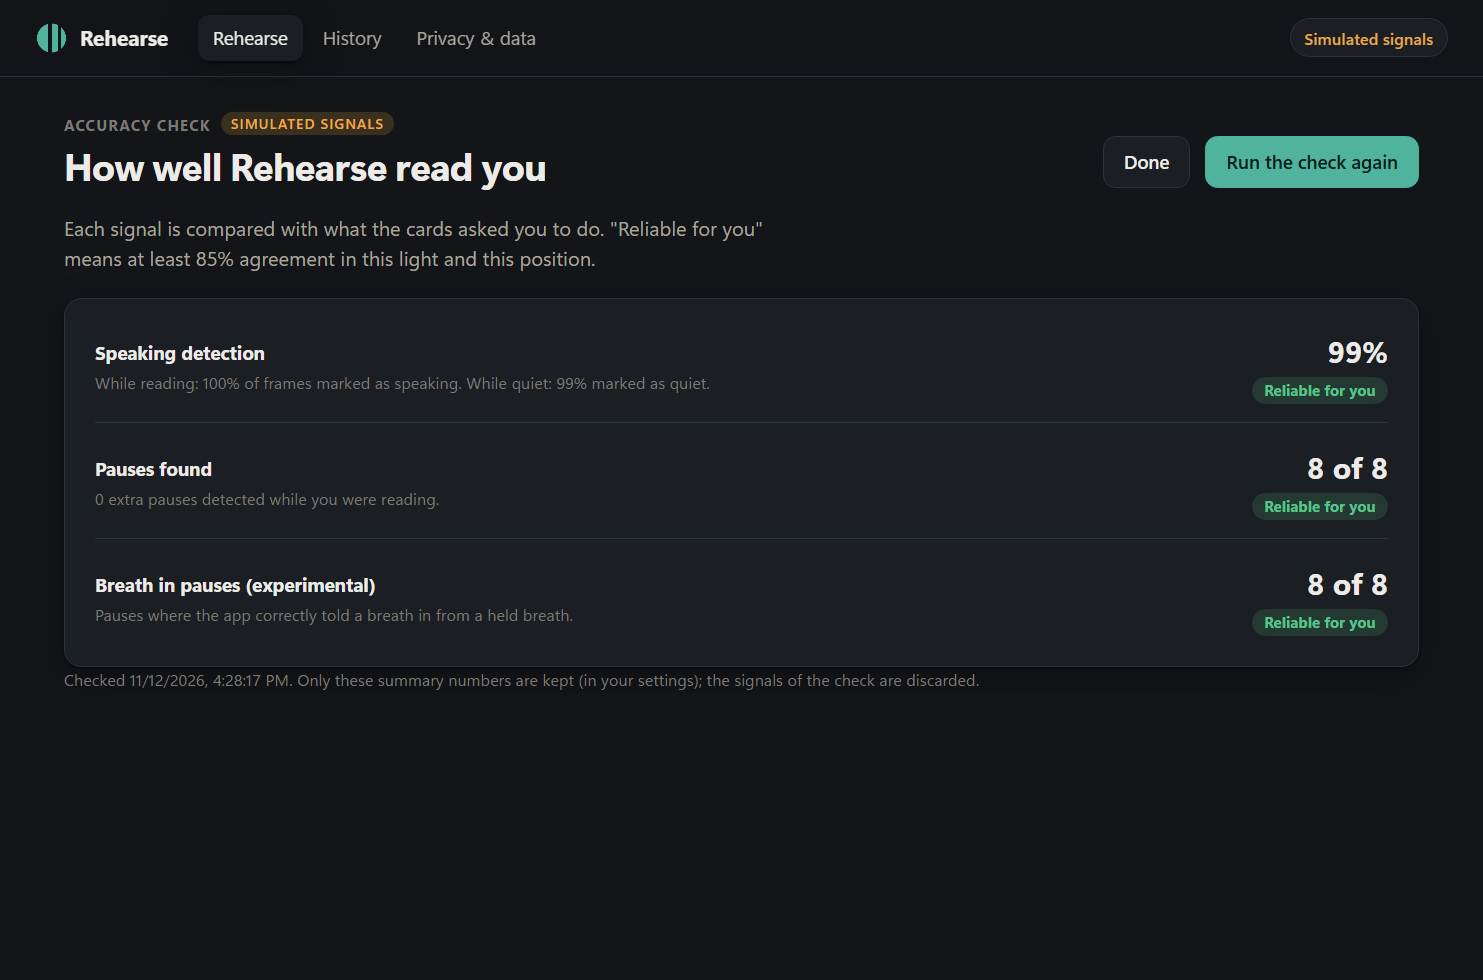 Rehearse
Rehearse
History
Privacy & data
Simulated signals
ACCURACY CHECK
SIMULATED SIGNALS
How well Rehearse read you
Done
Run the check again
Each signal is compared with what the cards asked you to do. "Reliable for you"
means at least 85% agreement in this light and this position.
Speaking detection
99%
While reading: 100% of frames marked as speaking. While quiet: 99% marked as quiet.
Reliable for you
Pauses found
8 of 8
0 extra pauses detected while you were reading.
Reliable for you
Breath in pauses (experimental)
8 of 8
Pauses where the app correctly told a breath in from a held breath.
Reliable for you
Checked 11/12/2026, 4:28:17 PM. Only these summary numbers are kept (in your settings); the signals of the check are discarded.